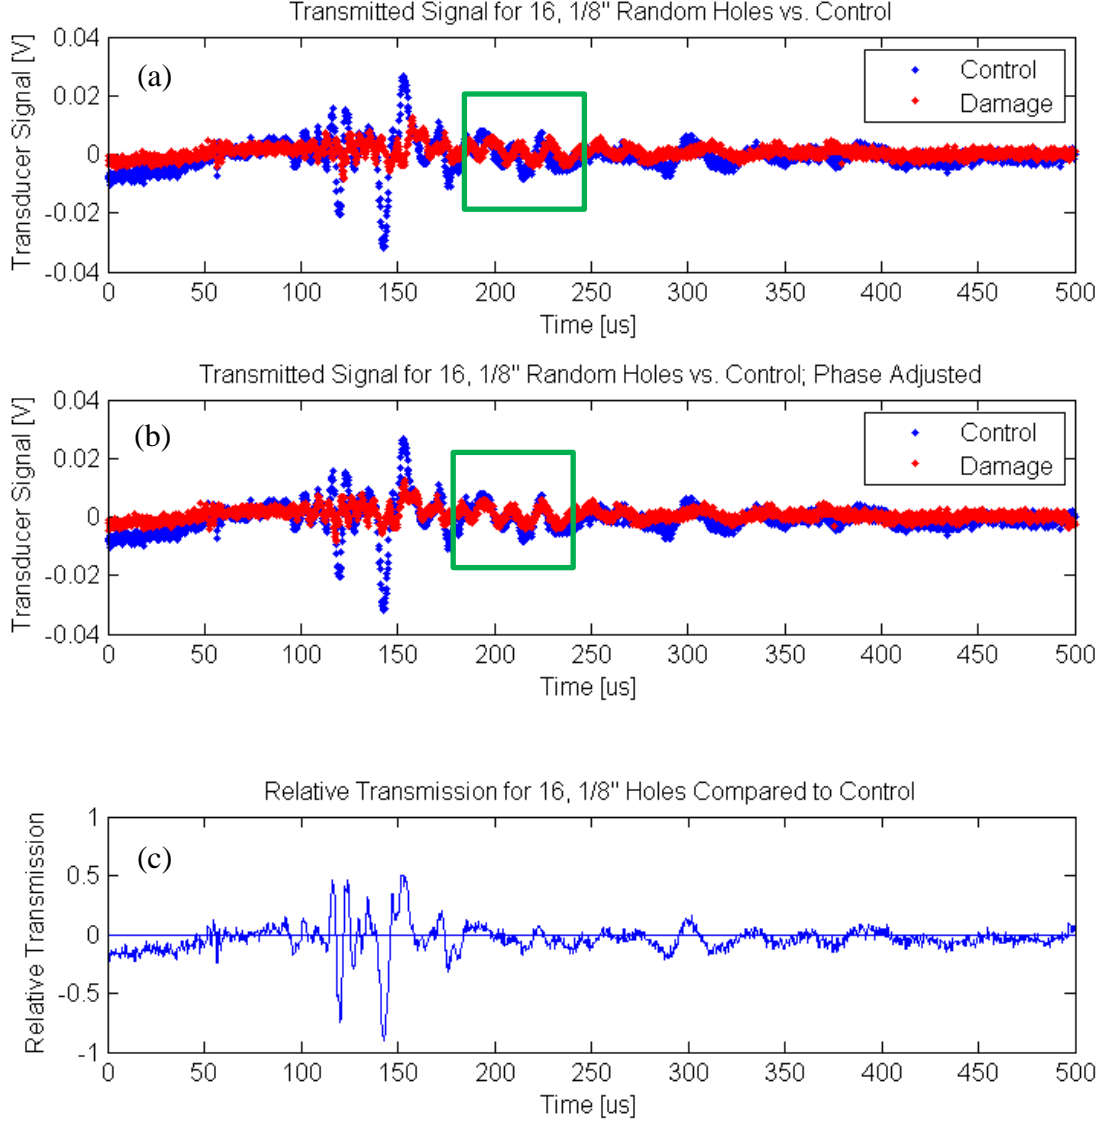 Transmitted Signal for 16, 1/8" Random Holes vs. Control
0.04
0.02
0
-0.02
-0.04
Transducer Signal [V]
(a)
Control
Damage
0 50 100 150 200 250 300 350 400 450 500
Time [us]
Transmitted Signal for 16, 1/8" Random Holes vs. Control; Phase Adjusted
0.04
0.02
0
-0.02
-0.04
Transducer Signal [V]
(b)
Control
Damage
0 50 100 150 200 250 300 350 400 450 500
Time [us]
Relative Transmission for 16, 1/8" Holes Compared to Control
1
0.5
0
-0.5
-1
Relative Transmission
(c)
0 50 100 150 200 250 300 350 400 450 500
Time [us]